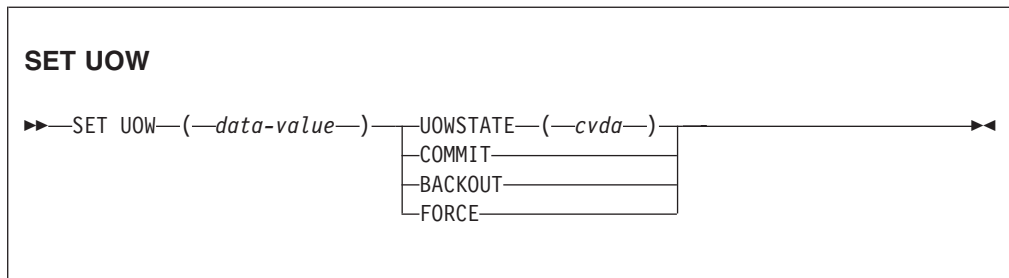 SET UOW
SET UOW ( data-value ) UOWSTATE ( cvda )
COMMIT
BACKOUT
FORCE